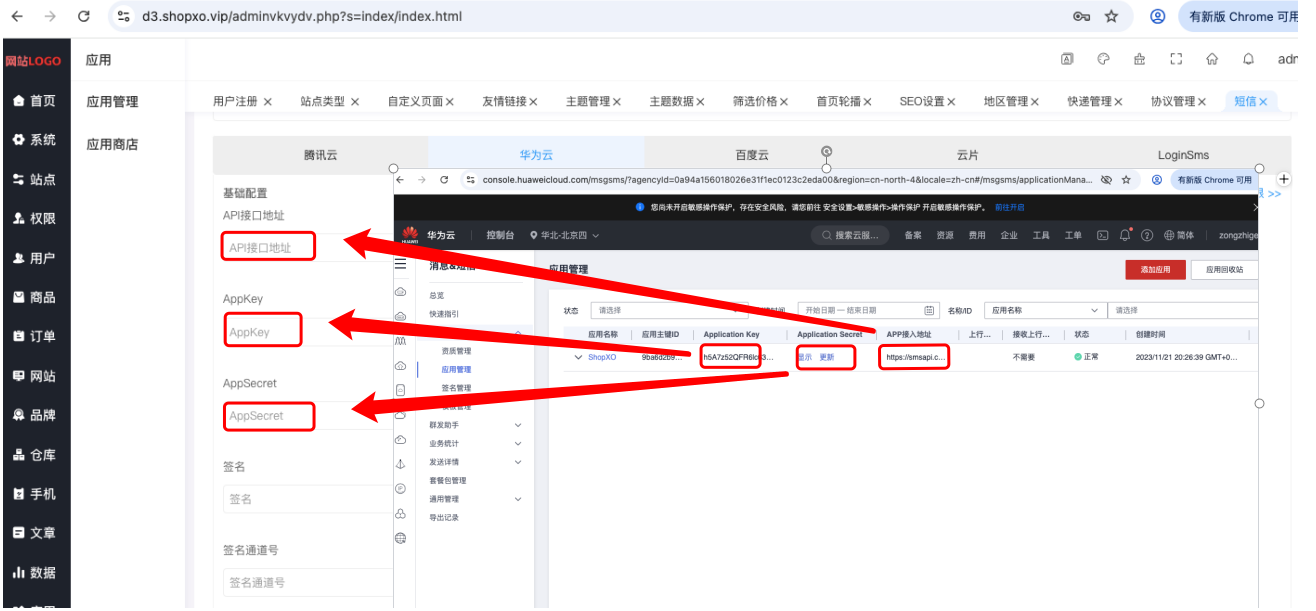 d3.shopxo.vip/adminvkvydv.php?s=index/index.html
有新版 Chrome 可用
网站LOGO
应用
首页
应用管理
用户注册 × 站点类型 × 自定义页面 × 友情链接 × 主题管理 × 主题数据 × 筛选价格 × 首页轮播 × SEO设置 × 地区管理 × 快递管理 × 协议管理 × 短信 ×
系统
应用商店
腾讯云 华为云 百度云 云片 LoginSms
站点
权限
用户
商品
订单
网站
品牌
仓库
手机
文章
数据
基础配置
API接口地址
API接口地址
AppKey
AppKey
AppSecret
AppSecret
签名
签名
签名通道号
签名通道号
console.huaweicloud.com/msgsms/?agencyId=0a94a156018026e31f1ec0123c2eda00&region=cn-north-4&locale=zh-cn#/msgsms/applicationMana...
有新版 Chrome 可用
>>
您尚未开启敏感操作保护，存在安全风险，请您前往 安全设置>敏感操作>操作保护 开启敏感操作保护。 前往开启
HUAWEI
华为云 控制台 华北-北京四 搜索云服... 备案 资源 费用 企业 工具 工单 简体 zongzhige
消息&短信
应用管理
添加应用 应用回收站
总览
快速指引
资质管理
应用管理
签名管理
群发助手
业务统计
发送详情
套餐包管理
通用管理
导出记录
状态 请选择 开始日期 — 结束日期 名称/ID 应用名称 请选择
应用名称 应用主键ID Application Key Application Secret APP接入地址 上行... 接收上行... 状态 创建时间
ShopXO 显示 更新 https://smsapi.c... 不需要 正常 2023/11/21 20:26:39 GMT+0...